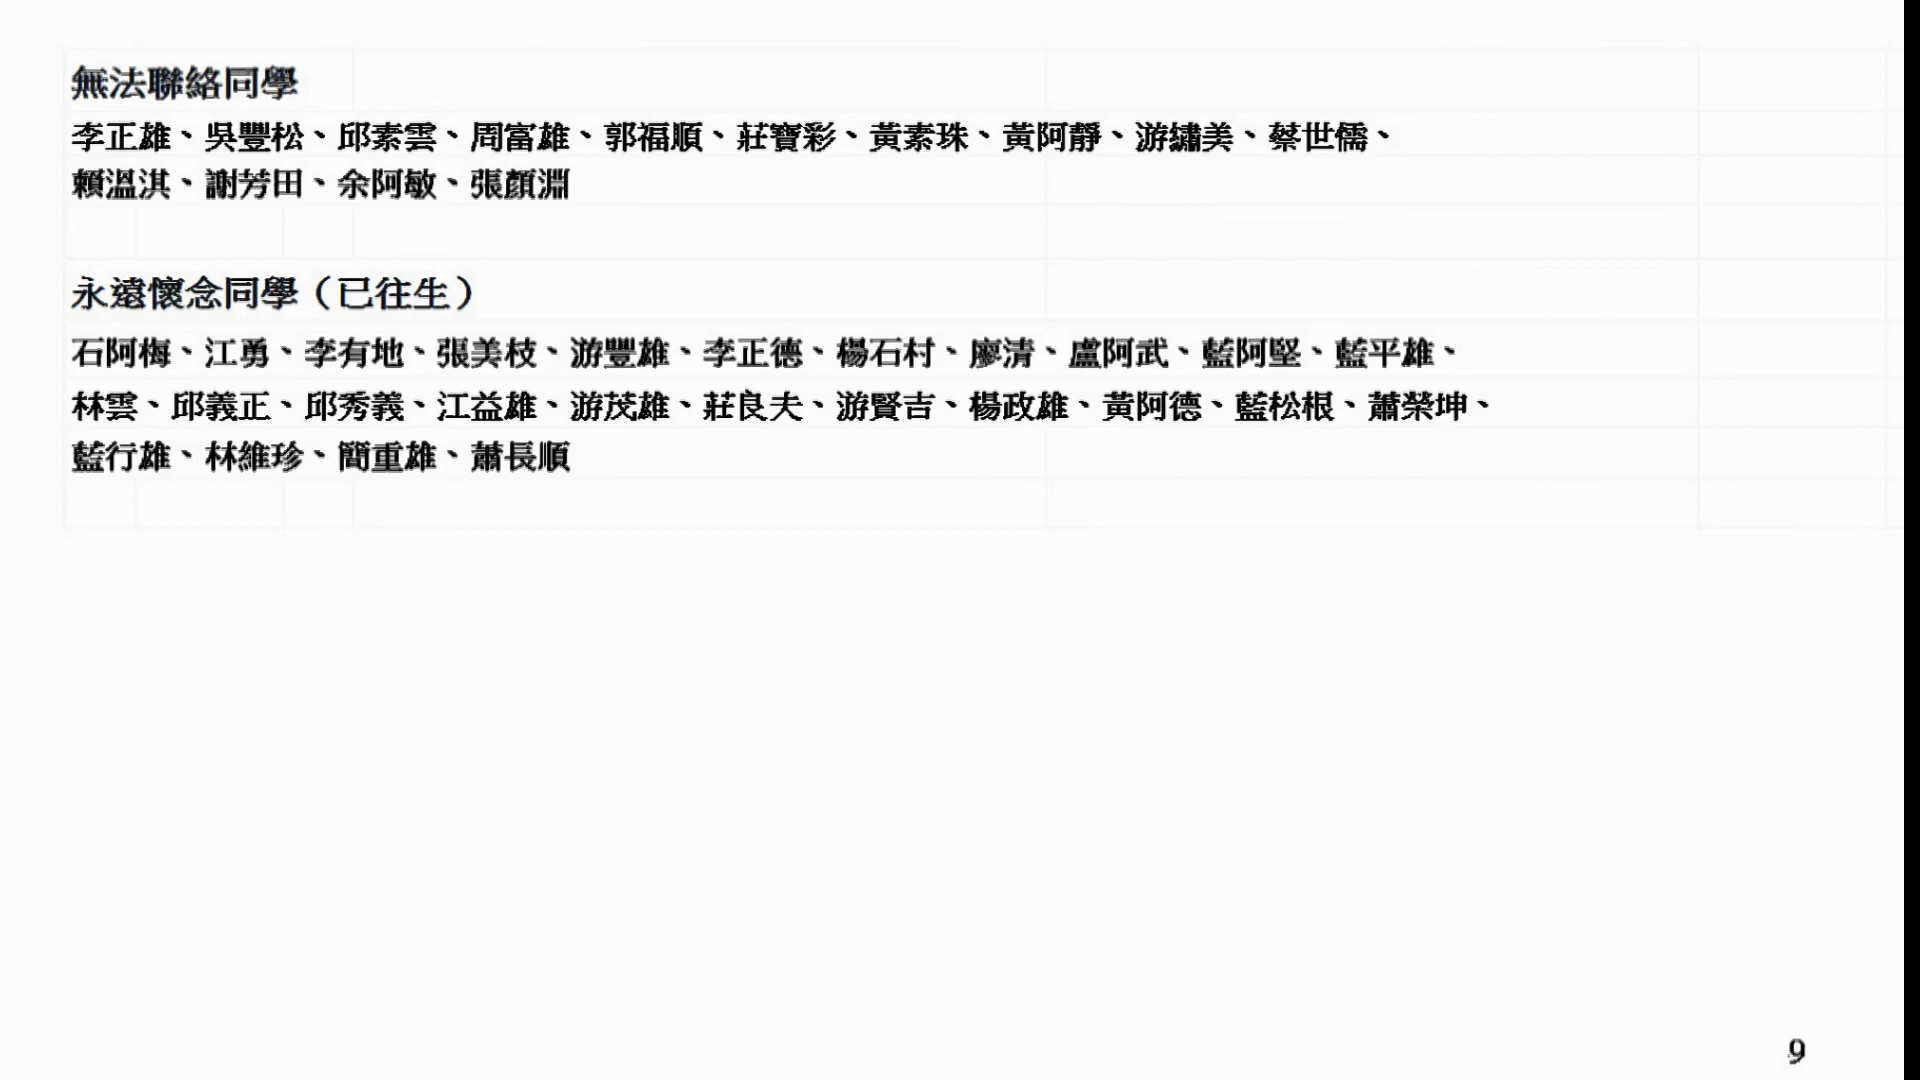 無法聯絡同學
李正雄、吳豐松、邱素雲、周富雄、郭福順、莊寶彩、黃素珠、黃阿靜、游繡美、蔡世儒、
賴溫淇、謝芳田、余阿敏、張顏淵
永遠懷念同學（已往生）
石阿梅、江勇、李有地、張美枝、游豐雄、李正德、楊石村、廖清、盧阿武、藍阿堅、藍平雄、
林雲、邱義正、邱秀義、江益雄、游茂雄、莊良夫、游賢吉、楊政雄、黃阿德、藍松根、蕭榮坤、
藍行雄、林維珍、簡重雄、蕭長順
9